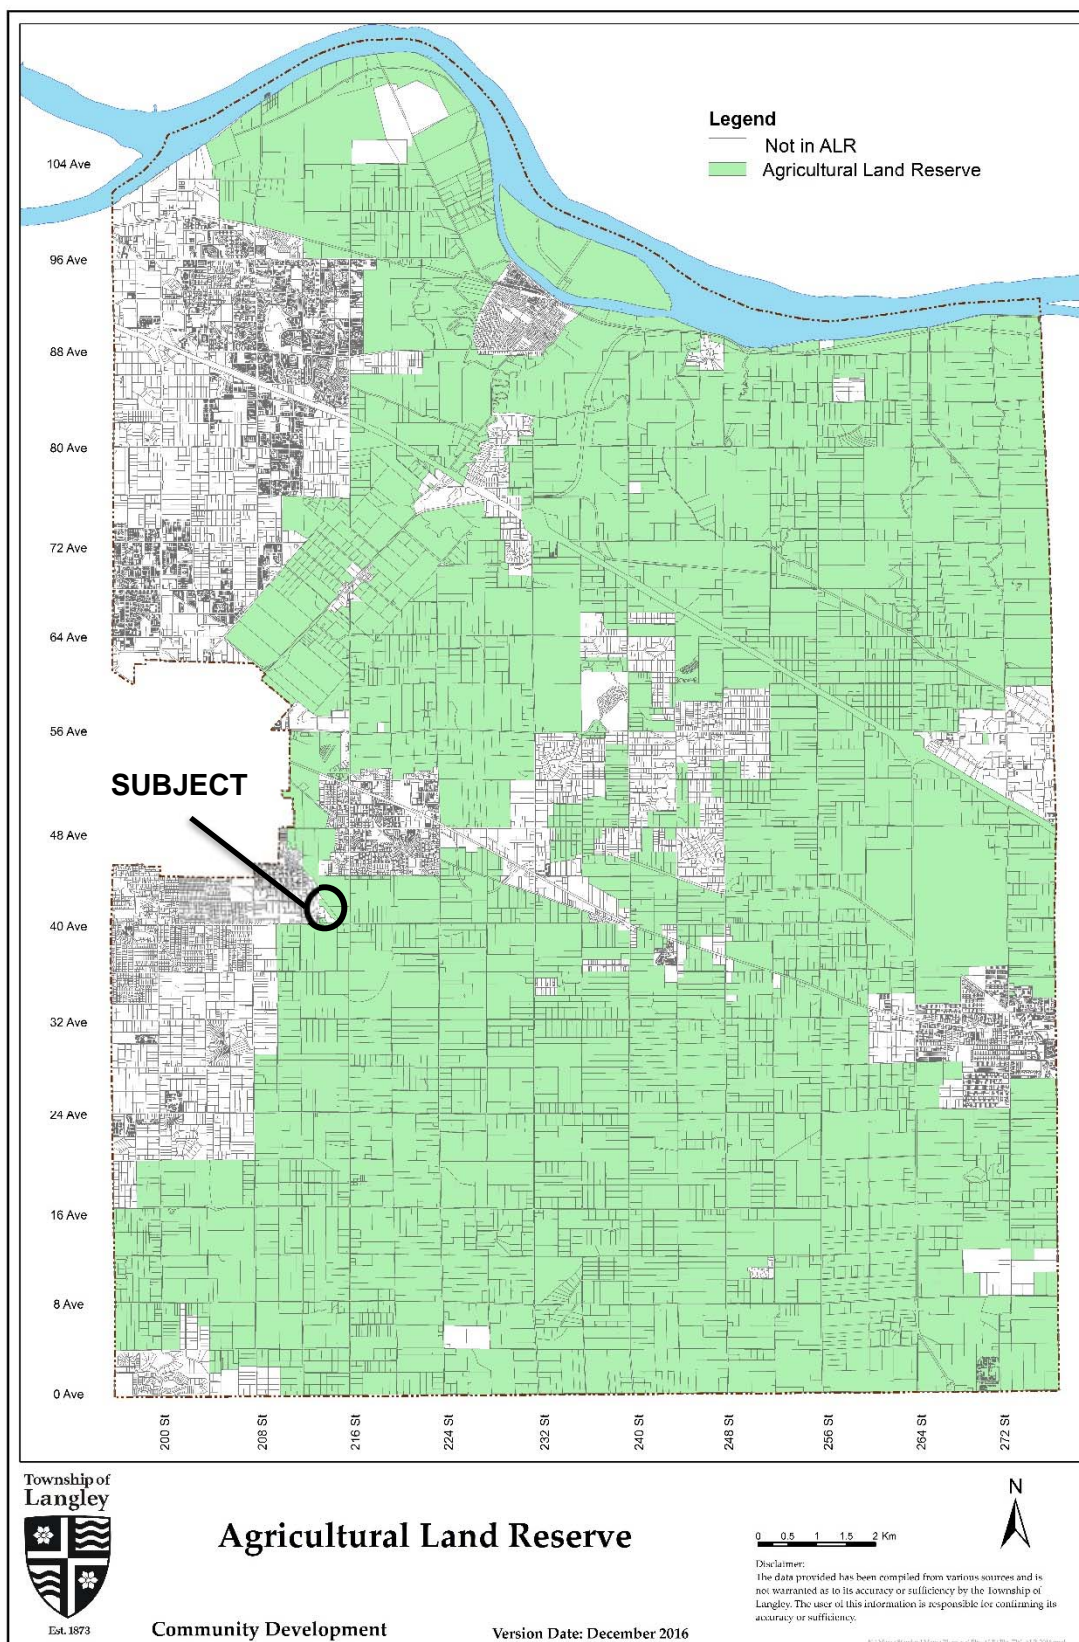 Legend
Not in ALR
Agricultural Land Reserve
104 Ave
96 Ave
88 Ave
80 Ave
72 Ave
64 Ave
56 Ave
SUBJECT
48 Ave
40 Ave
32 Ave
24 Ave
16 Ave
8 Ave
0 Ave
200 St
208 St
216 St
224 St
232 St
240 St
248 St
256 St
264 St
272 St
Township of
Langley
Est. 1873
Agricultural Land Reserve
Community Development
Version Date: December 2016
0 0.5 1 1.5 2 Km
N
Disclaimer:
The data provided has been compiled from various sources and is
not warranted as to its accuracy or sufficiency by the Township of
Langley. The user of this information is responsible for confirming its
accuracy or sufficiency.